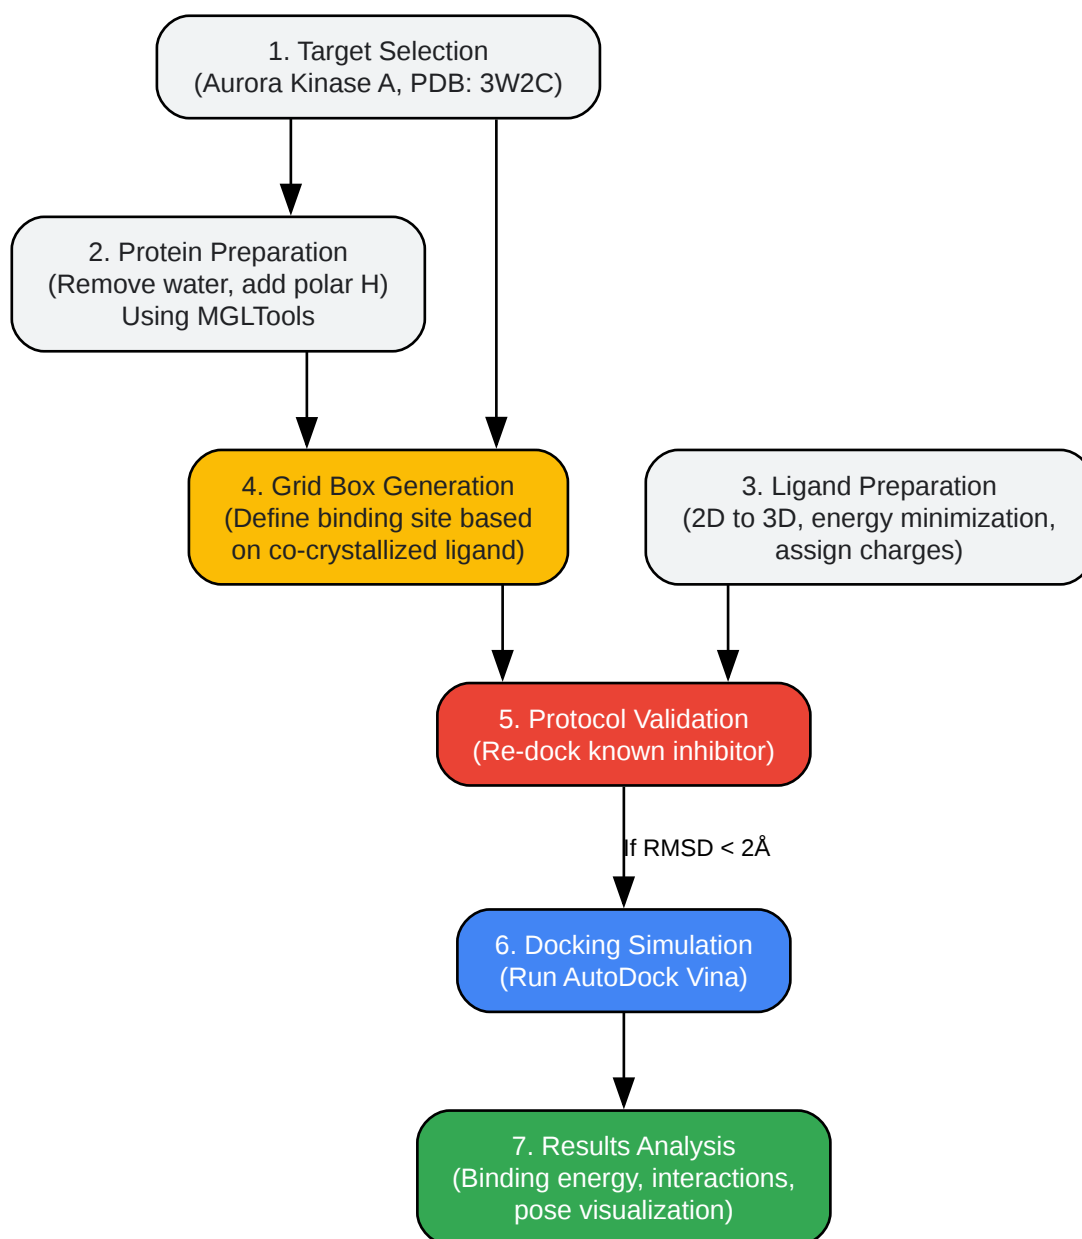 1. Target Selection
(Aurora Kinase A, PDB: 3W2C)
2. Protein Preparation
(Remove water, add polar H)
Using MGLTools
4. Grid Box Generation
(Define binding site based
on co-crystallized ligand)
3. Ligand Preparation
(2D to 3D, energy minimization,
assign charges)
5. Protocol Validation
(Re-dock known inhibitor)
If RMSD < 2Å
6. Docking Simulation
(Run AutoDock Vina)
7. Results Analysis
(Binding energy, interactions,
pose visualization)